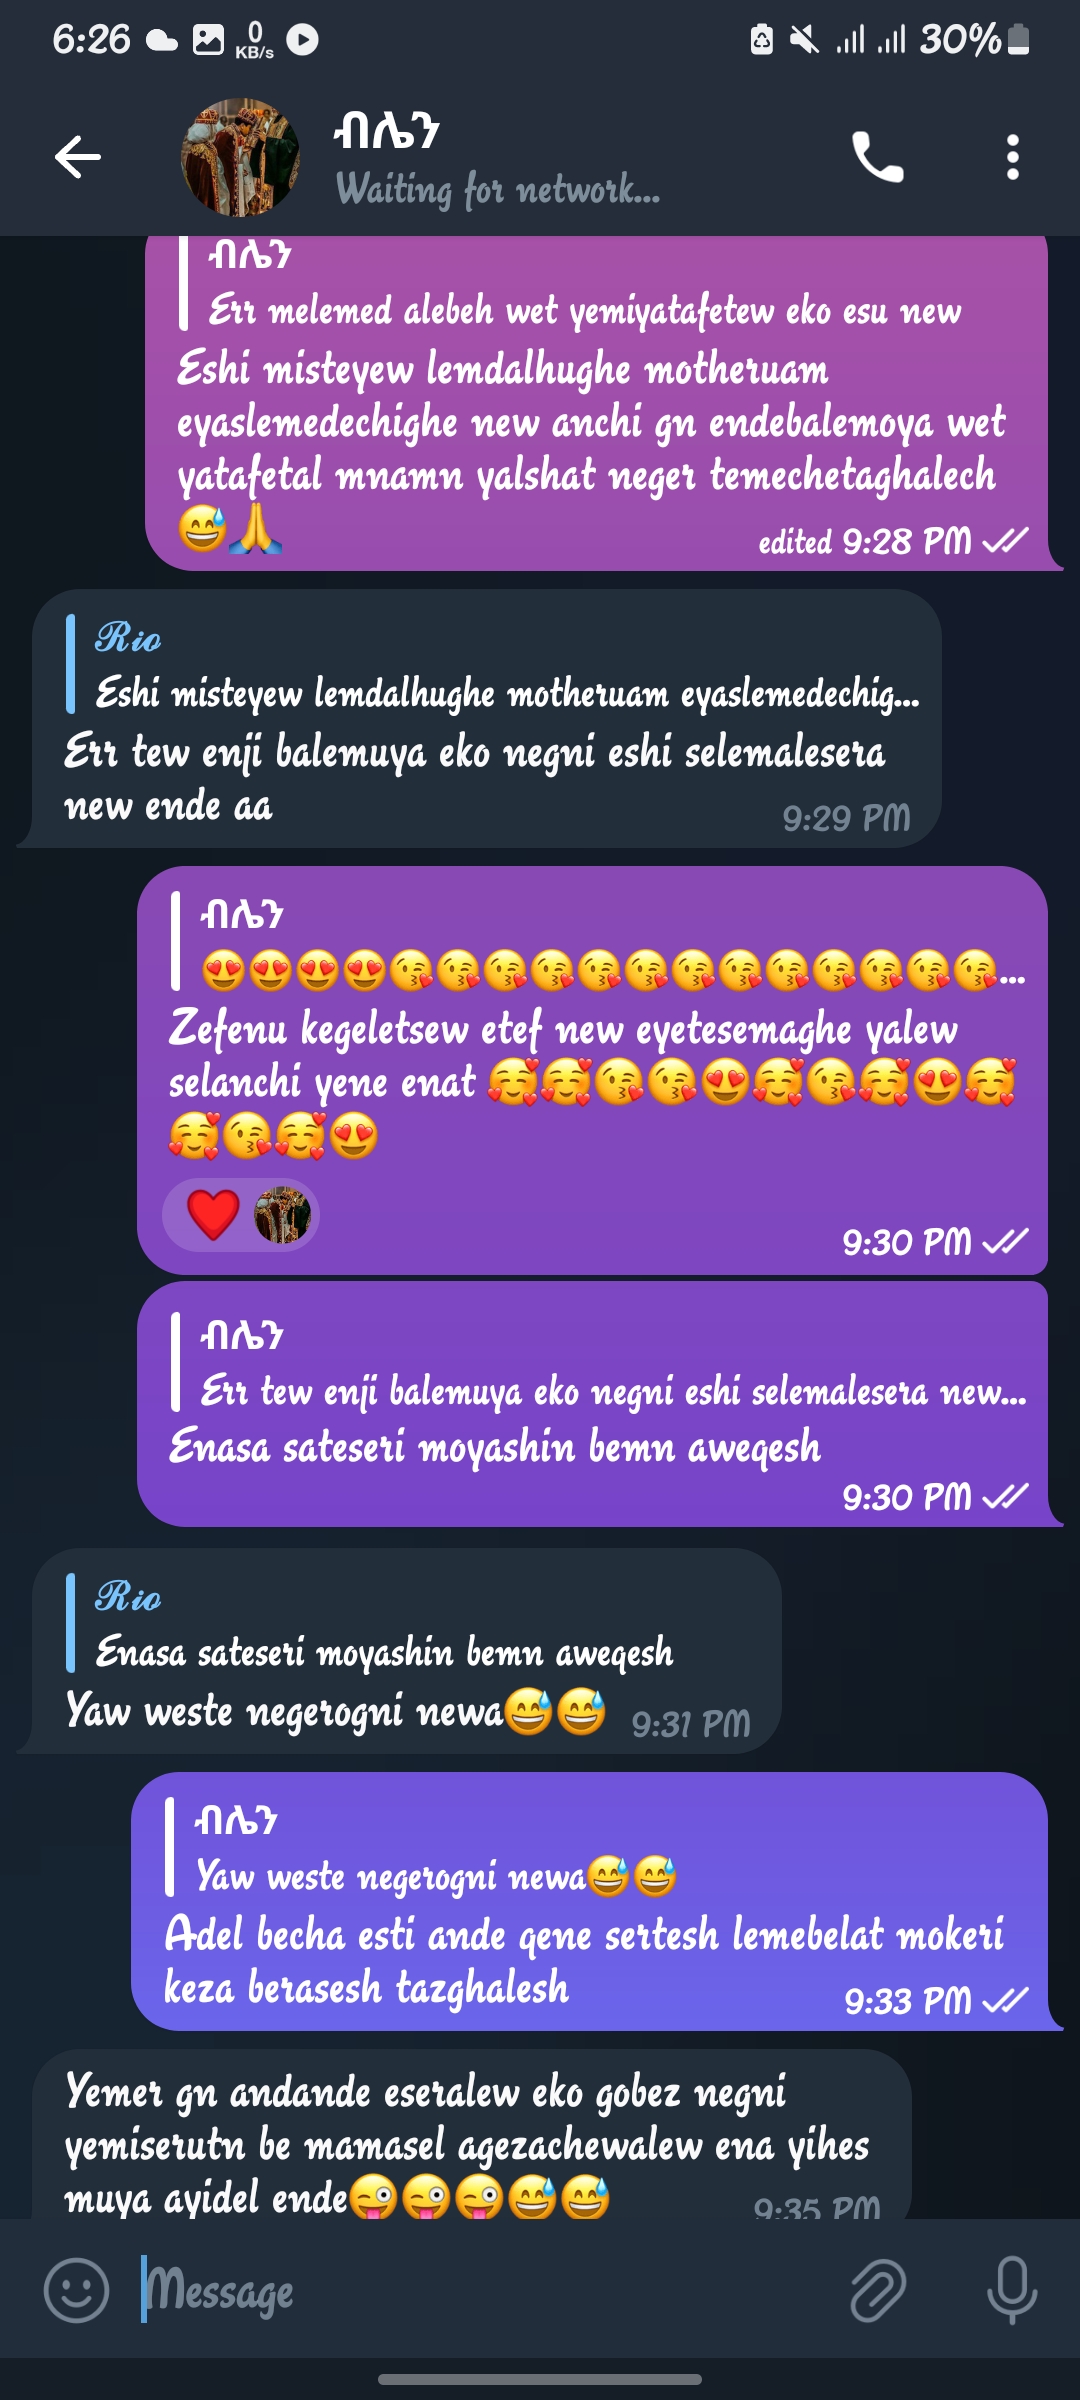 6:26
0
KB/s
30%
ብሌን
Waiting for network...
ብሌን
Err melemed alebeh wet yemiyatafetew eko esu new
Eshi misteyew lemdalhughe motheruam
eyaslemedechighe new anchi gn endebalemoya wet
yatafetal mnamn yalshat neger temechetaghalech
😅🙏
edited 9:28 PM
Rio
Eshi misteyew lemdalhughe motheruam eyaslemedechig...
Err tew enji balemuya eko negni eshi selemalesera
new ende aa
9:29 PM
ብሌን
😍😍😍😍😘😘😘😘😘😘😘😘😘😘😘😘😘...
Zefenu kegeletsew etef new eyetesemaghe yalew
selanchi yene enat 🥰🥰😘😘😍🥰😘🥰😍🥰
🥰😘🥰😍
❤
9:30 PM
ብሌን
Err tew enji balemuya eko negni eshi selemalesera new...
Enasa sateseri moyashin bemn aweqesh
9:30 PM
Rio
Enasa sateseri moyashin bemn aweqesh
Yaw weste negerogni newa😅😅
9:31 PM
ብሌን
Yaw weste negerogni newa😅😅
Adel becha esti ande qene sertesh lemebelat mokeri
keza berasesh tazghalesh
9:33 PM
Yemer gn andande eseralew eko gobez negni
yemiserutn be mamasel agezachewalew ena yihes
muya ayidel ende😜😜😜😅😅
9:35 PM
Message